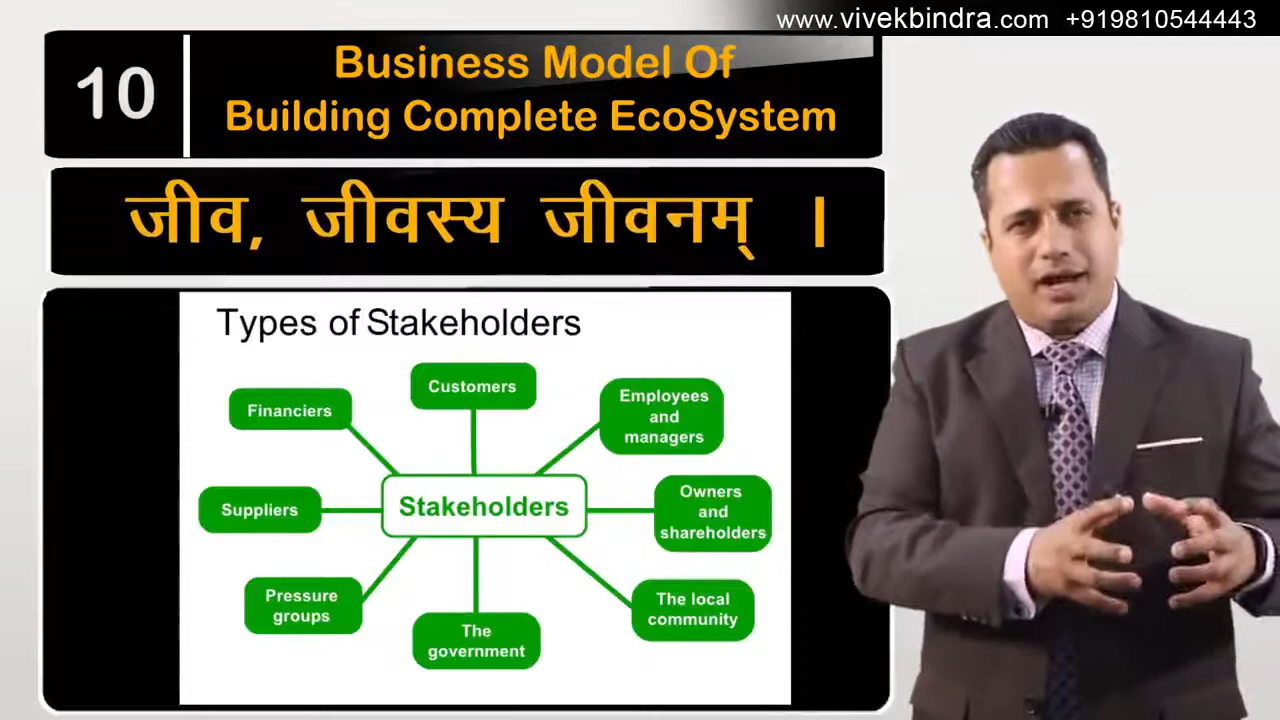 www.vivekbindra.com +919810544443
10
Business Model Of
Building Complete EcoSystem
जीव, जीवस्य जीवनम् ।
Types of Stakeholders
Customers
Financiers
Employees
and
managers
Suppliers
Stakeholders
Owners
and
shareholders
Pressure
groups
The
government
The local
community